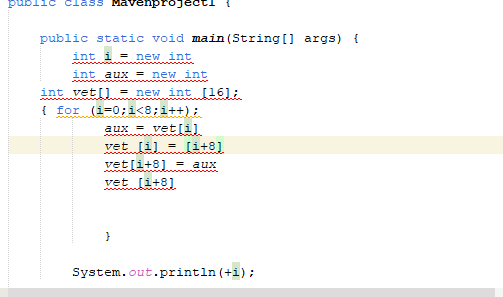 public class Mavenproject1 {
public static void main(String[] args) {
int i = new int
int aux = new int
int vet[] = new int [16];
{ for (i=0;i<8;i++);
aux = vet[i]
vet [i] = [i+8]
vet[i+8] = aux
vet [i+8]
}
System.out.println(+i);